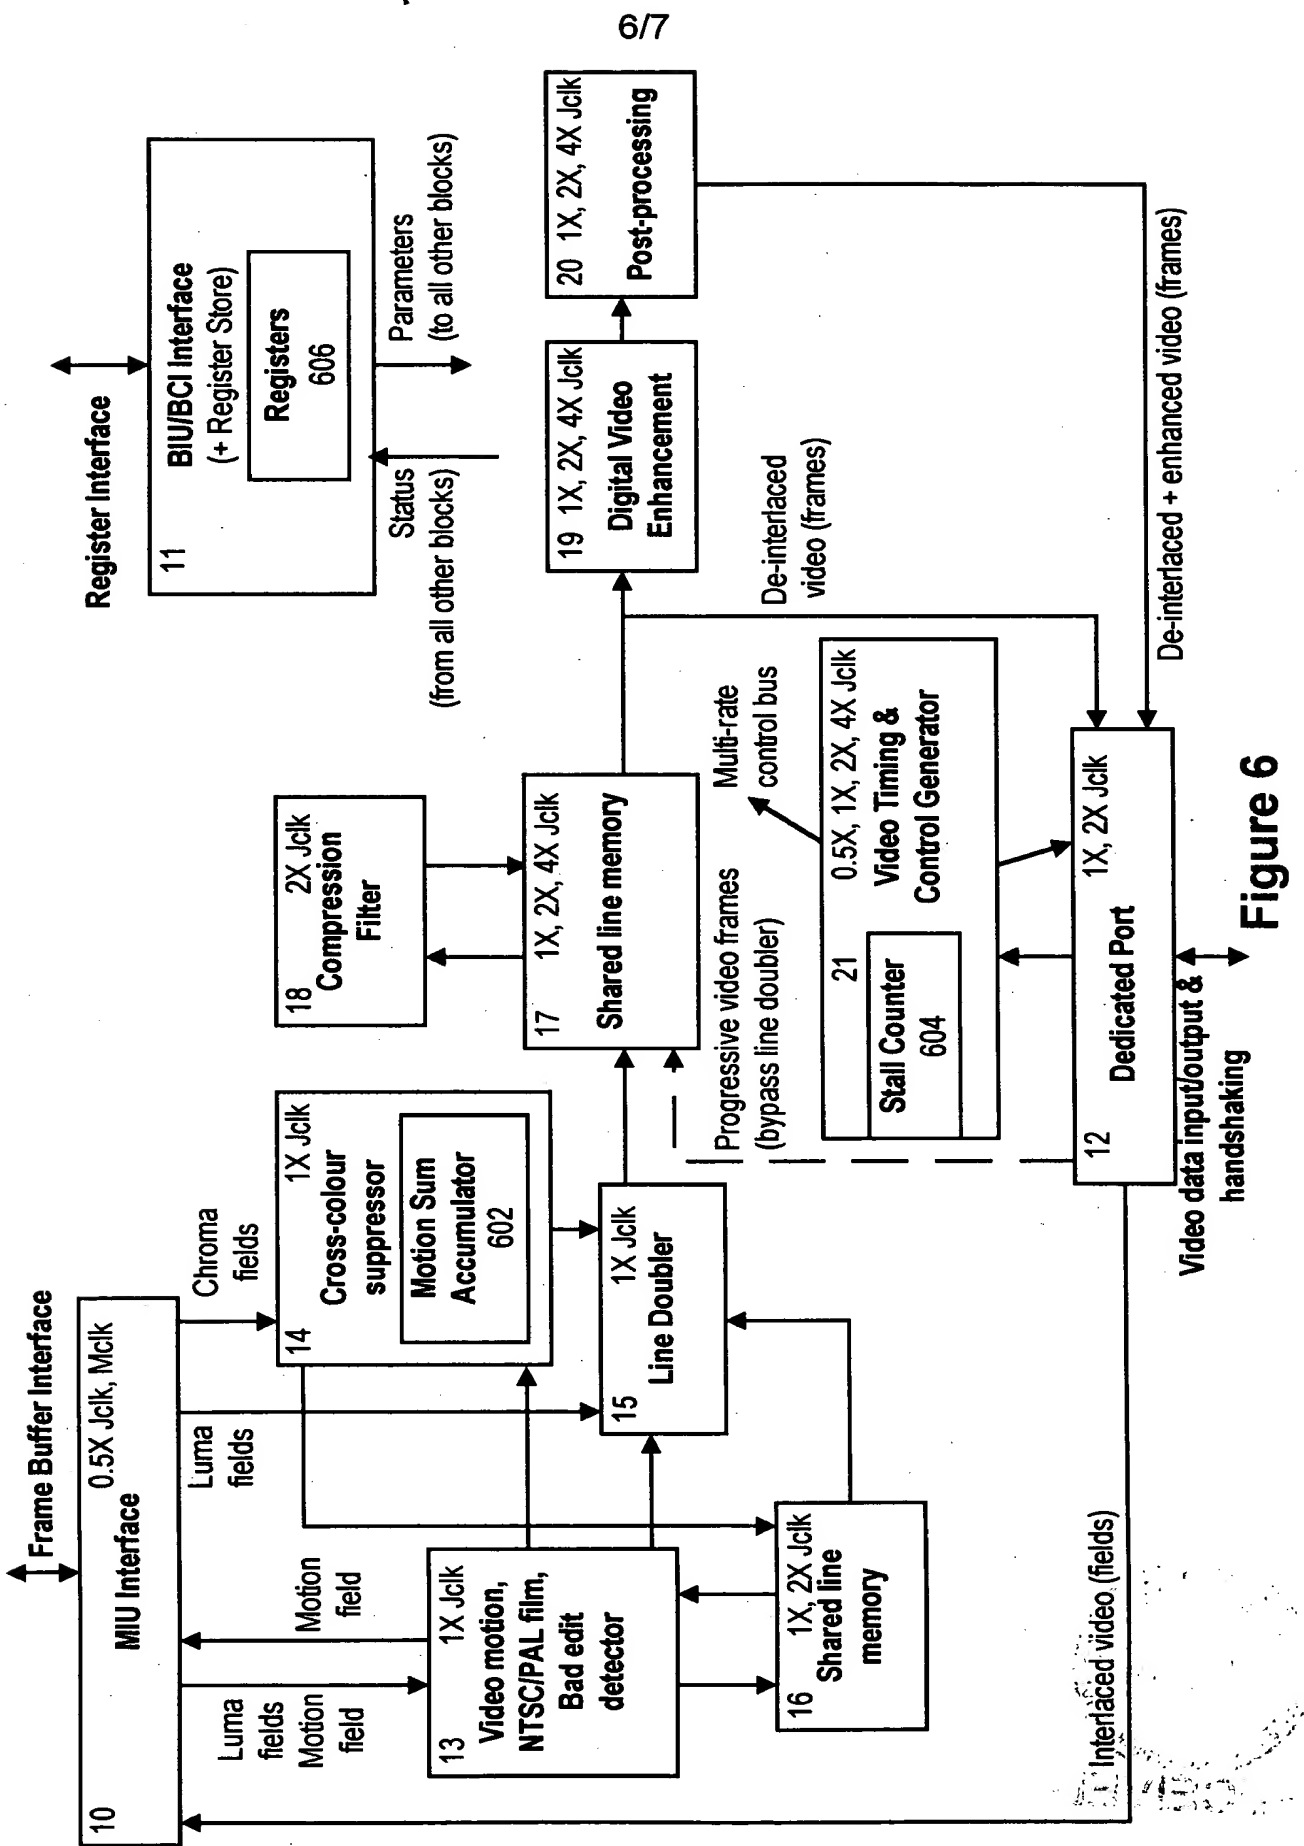 6/7
Frame Buffer Interface
10
MIU Interface
0.5X Jclk, Mclk
Luma
fields
Motion
field
Motion
field
Luma
fields
Chroma
fields
13
1X Jclk
Video motion,
NTSC/PAL film,
Bad edit
detector
14
1X Jclk
Cross-colour
suppressor
Motion Sum
Accumulator
602
15
1X Jclk
Line Doubler
16
1X, 2X Jclk
Shared line
memory
18
2X Jclk
Compression
Filter
17
1X, 2X, 4X Jclk
Shared line memory
Progressive video frames
(bypass line doubler)
Multi-rate
control bus
21
0.5X, 1X, 2X, 4X Jclk
Video Timing &
Control Generator
Stall Counter
604
12
1X, 2X Jclk
Dedicated Port
Video data input/output &
handshaking
Interlaced video (fields)
Register Interface
11
BIU/BCI Interface
(+ Register Store)
Registers
606
Status
(from all other blocks)
Parameters
(to all other blocks)
19 1X, 2X, 4X Jclk
Digital Video
Enhancement
20 1X, 2X, 4X Jclk
Post-processing
De-interlaced
video (frames)
De-interlaced + enhanced video (frames)
Figure 6